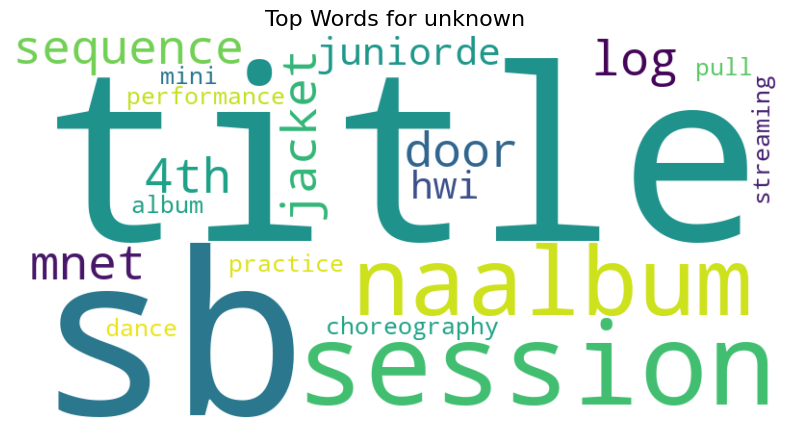 Top Words for unknown
sequence
mini
performance
title
jacket
juniorde
log
pull
streaming
4th
album
door
hwi
mnet
practice
naalbum
sb
dance
choreography
session